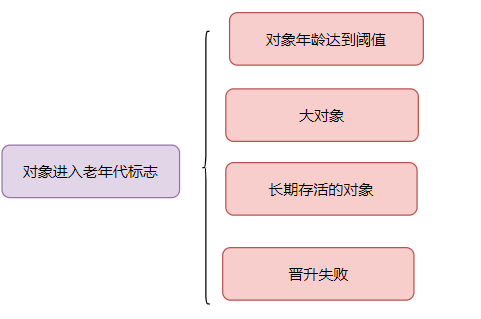 对象年龄达到阈值
大对象
对象进入老年代标志
长期存活的对象
晋升失败